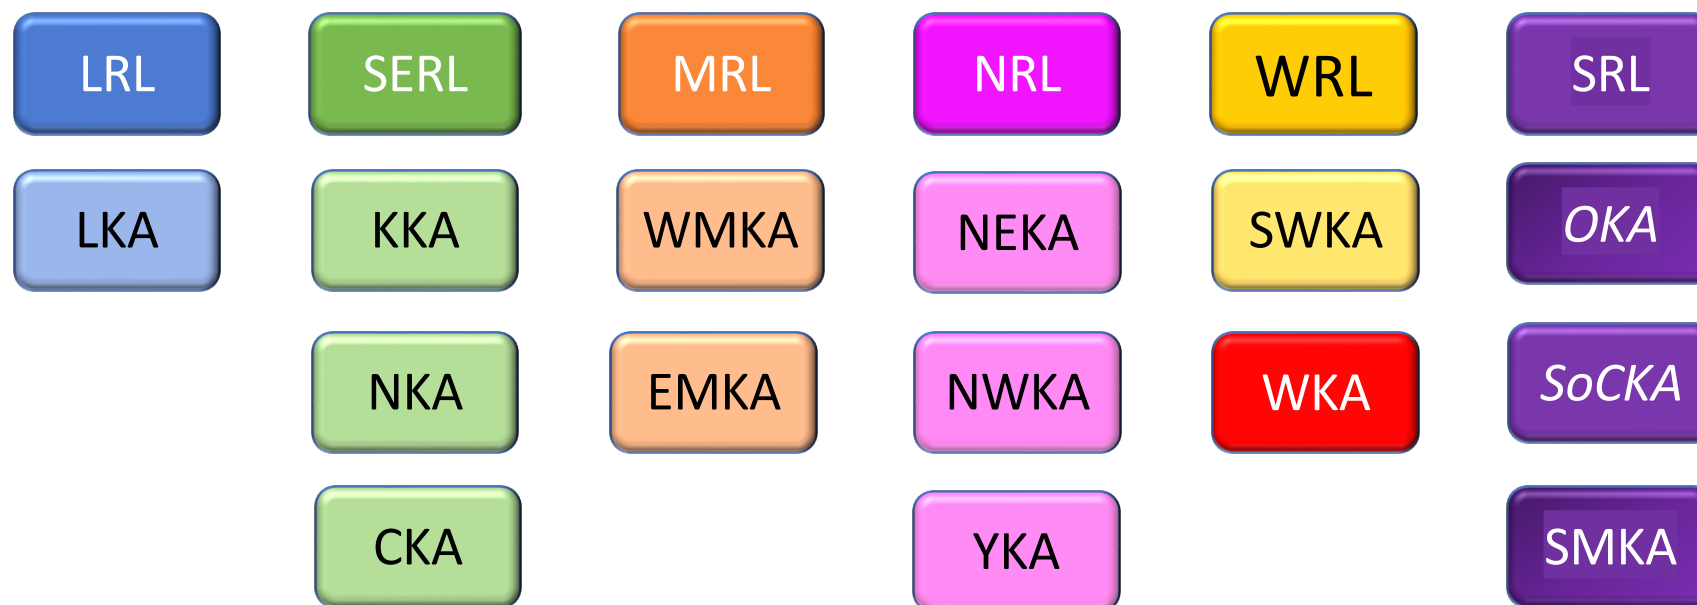 LRL SERL MRL NRL WRL SRL
LKA KKA WMKA NEKA SWKA OKA
NKA EMKA NWKA WKA SoCKA
CKA YKA SMKA